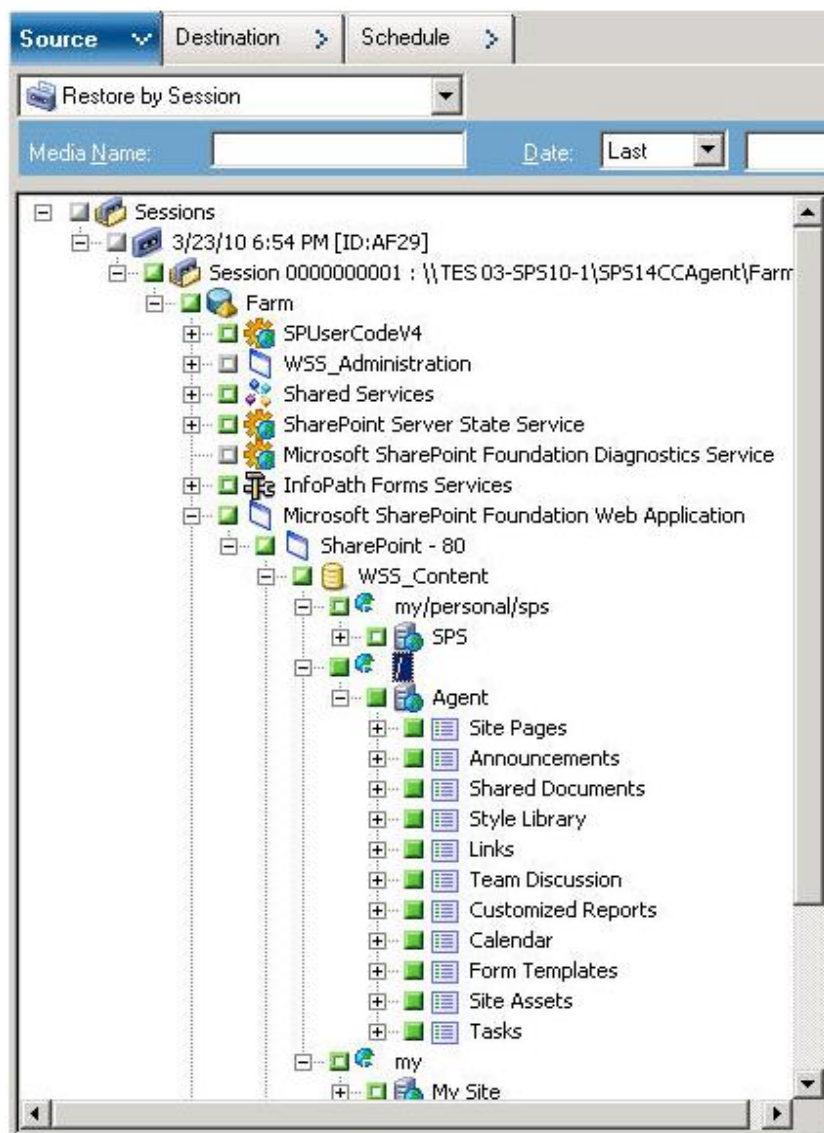 Source Destination Schedule
Restore by Session
Media Name: Date: Last
Sessions
3/23/10 6:54 PM [ID:AF29]
Session 0000000001 : \\TES 03-SPS10-1\SPS14CCAgent\Farm
Farm
SPUserCodeV4
WSS_Administration
Shared Services
SharePoint Server State Service
Microsoft SharePoint Foundation Diagnostics Service
InfoPath Forms Services
Microsoft SharePoint Foundation Web Application
SharePoint - 80
WSS_Content
my/personal/sps
SPS
/
Agent
Site Pages
Announcements
Shared Documents
Style Library
Links
Team Discussion
Customized Reports
Calendar
Form Templates
Site Assets
Tasks
my
My Site